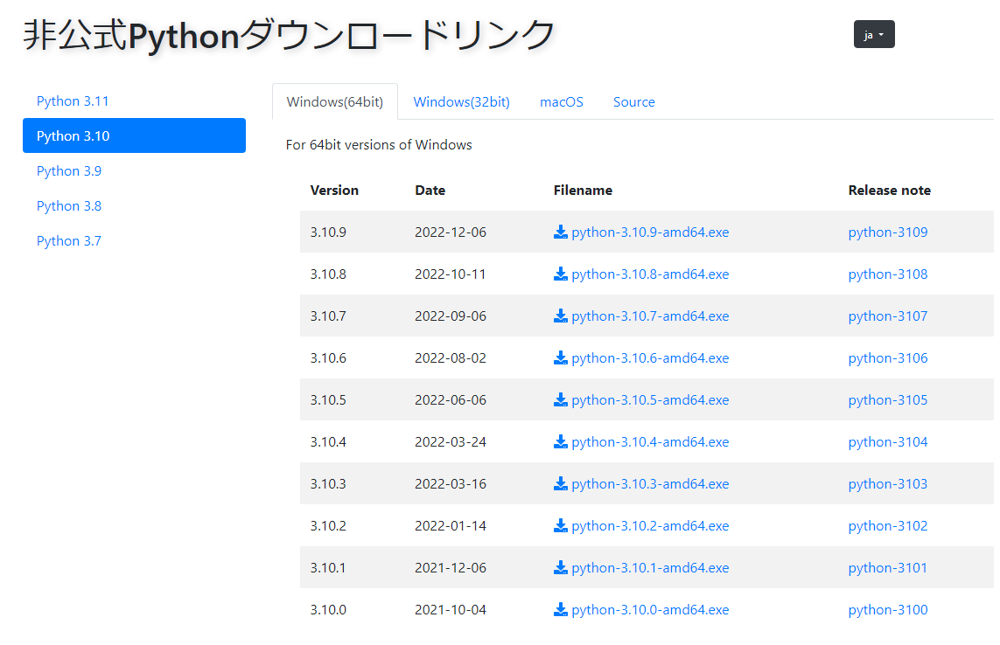 非公式Pythonダウンロードリンク
ja
Python 3.11
Python 3.10
Python 3.9
Python 3.8
Python 3.7
Windows(64bit) Windows(32bit) macOS Source
For 64bit versions of Windows
Version Date Filename Release note
3.10.9 2022-12-06 python-3.10.9-amd64.exe python-3109
3.10.8 2022-10-11 python-3.10.8-amd64.exe python-3108
3.10.7 2022-09-06 python-3.10.7-amd64.exe python-3107
3.10.6 2022-08-02 python-3.10.6-amd64.exe python-3106
3.10.5 2022-06-06 python-3.10.5-amd64.exe python-3105
3.10.4 2022-03-24 python-3.10.4-amd64.exe python-3104
3.10.3 2022-03-16 python-3.10.3-amd64.exe python-3103
3.10.2 2022-01-14 python-3.10.2-amd64.exe python-3102
3.10.1 2021-12-06 python-3.10.1-amd64.exe python-3101
3.10.0 2021-10-04 python-3.10.0-amd64.exe python-3100